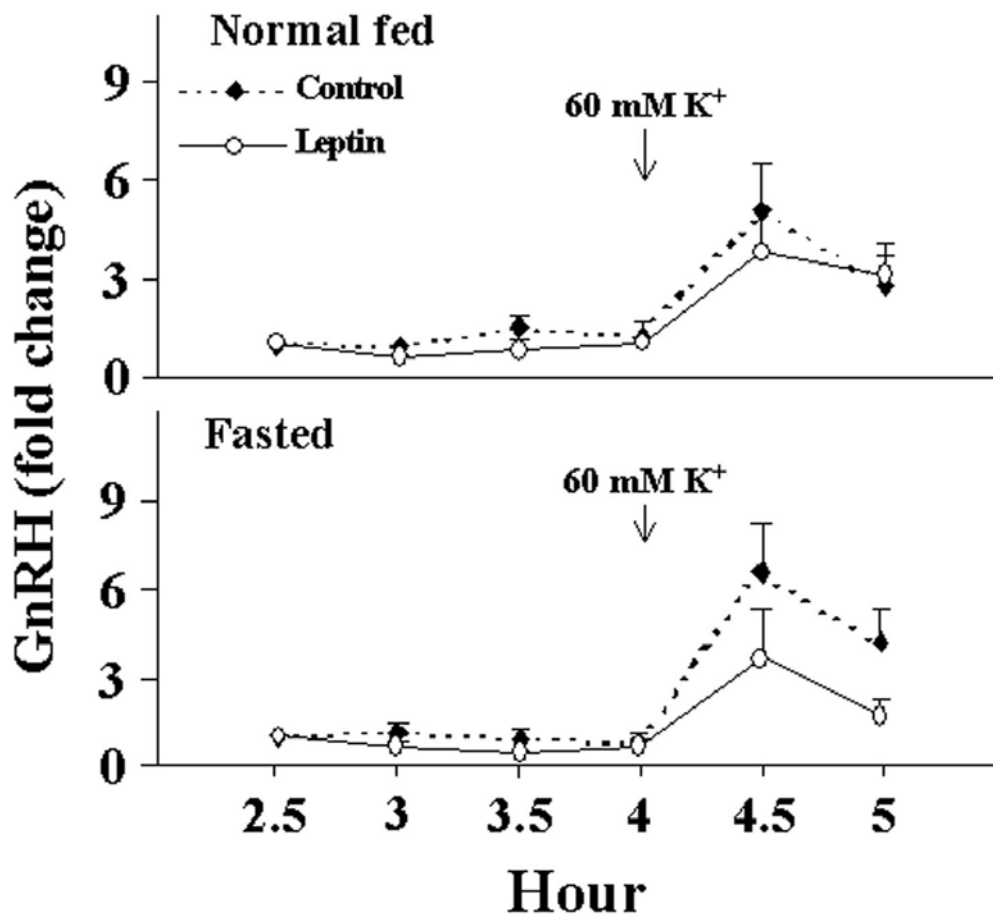 Normal fed
Control
Leptin
60 mM K⁺
9
6
3
0
GnRH (fold change)
Fasted
60 mM K⁺
9
6
3
0
2.5 3 3.5 4 4.5 5
Hour